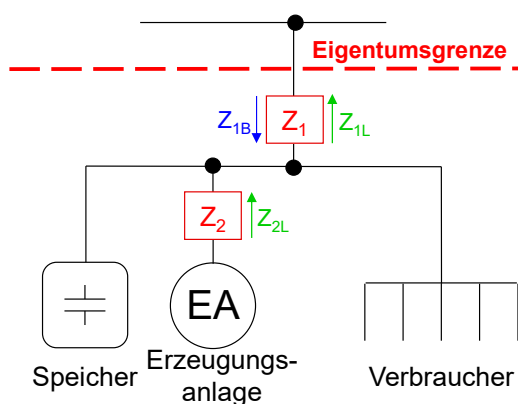 Eigentumsgrenze
Z1B
Z1
Z1L
Z2
Z2L
EA
Speicher
Erzeugungs-
anlage
Verbraucher